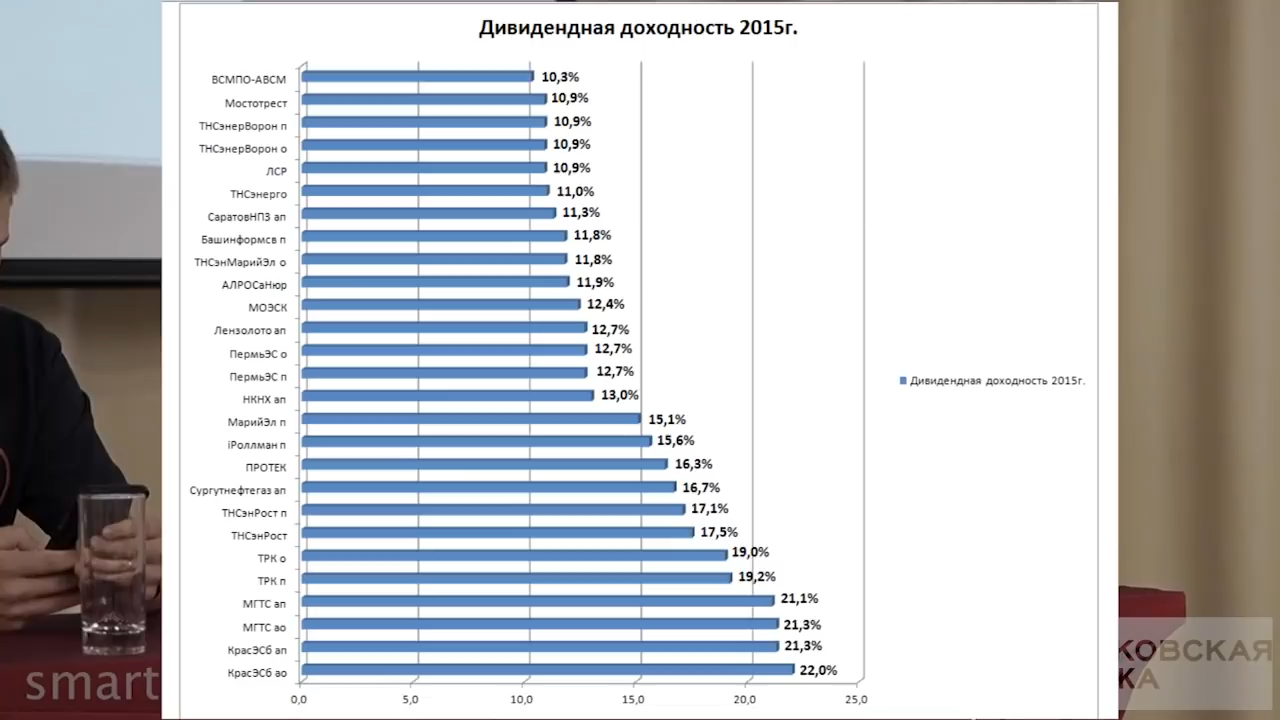 Дивидендная доходность 2015г.
ВСМПО-АВСМ 10,3%
Мостотрест 10,9%
ТНСэнерВорон п 10,9%
ТНСэнерВорон о 10,9%
ЛСР 10,9%
ТНСэнерго 11,0%
СаратовНПЗ ап 11,3%
Башинформсв п 11,8%
ТНСэнМарийЭл о 11,8%
АЛРОСаНюр 11,9%
МОЭСК 12,4%
Лензолото ап 12,7%
ПермьЭС о 12,7%
ПермьЭС п 12,7%
НКНХ ап 13,0%
МарийЭл п 15,1%
iРоллман п 15,6%
ПРОТЕК 16,3%
Сургутнефтегаз ап 16,7%
ТНСэнРост п 17,1%
ТНСэнРост 17,5%
ТРК о 19,0%
ТРК п 19,2%
МГТС ап 21,1%
МГТС ао 21,3%
КрасЭСб ап 21,3%
КрасЭСб ао 22,0%
0,0 5,0 10,0 15,0 20,0 25,0
Дивидендная доходность 2015г.
smart
КОВСКАЯ
КА